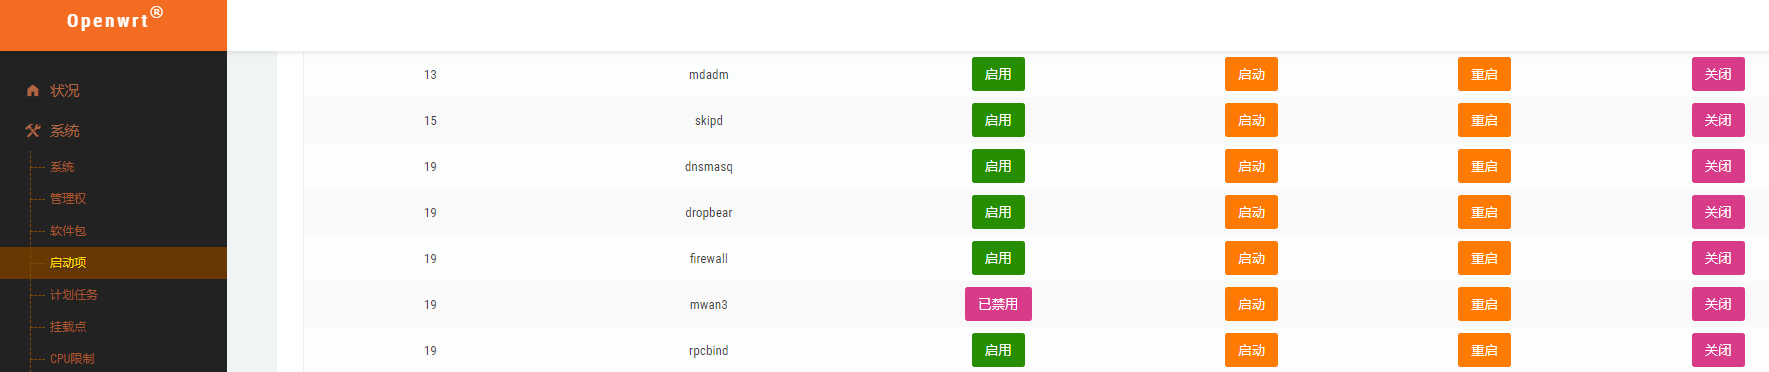 Openwrt®
状况
系统
系统
管理权
软件包
启动项
计划任务
挂载点
CPU限制
13 mdadm 启用 启动 重启 关闭
15 skipd 启用 启动 重启 关闭
19 dnsmasq 启用 启动 重启 关闭
19 dropbear 启用 启动 重启 关闭
19 firewall 启用 启动 重启 关闭
19 mwan3 已禁用 启动 重启 关闭
19 rpcbind 启用 启动 重启 关闭